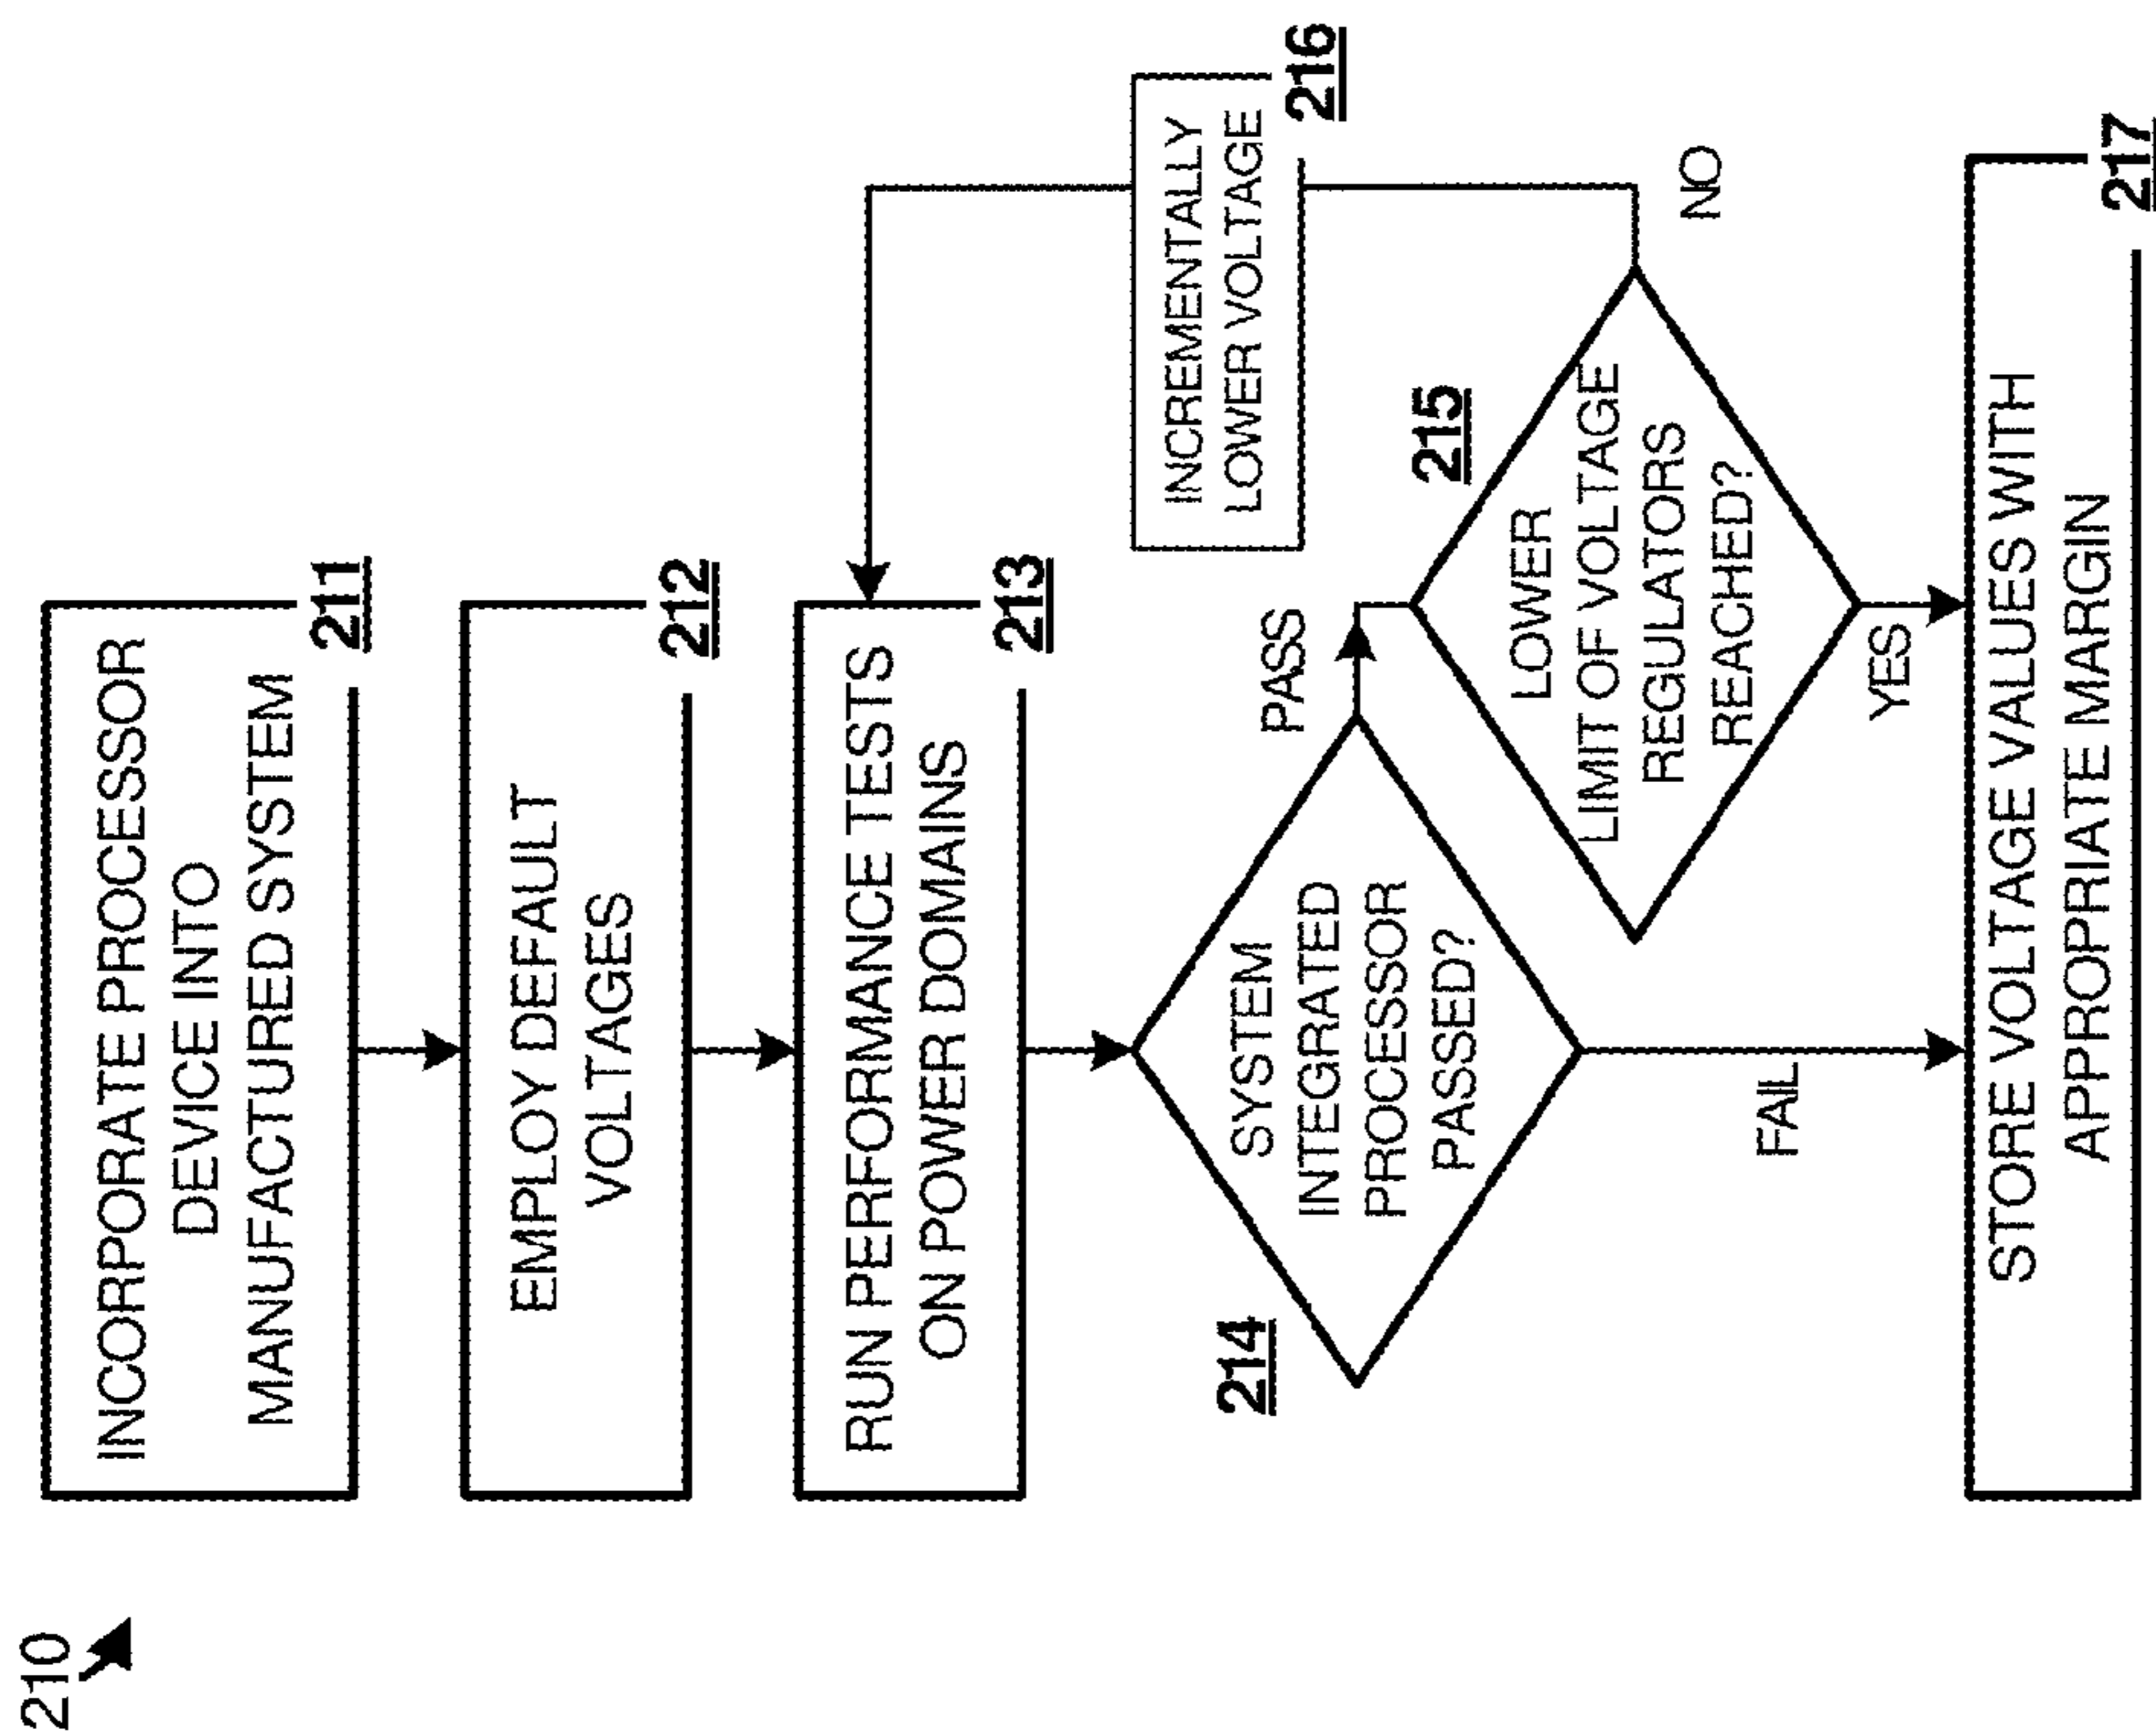 210
INCORPORATE PROCESSOR
DEVICE INTO
MANUFACTURED SYSTEM
211
EMPLOY DEFAULT
VOLTAGES
212
RUN PERFORMANCE TESTS
ON POWER DOMAINS
213
214
SYSTEM
INTEGRATED
PROCESSOR
PASSED?
PASS
FAIL
215
LOWER
LIMIT OF VOLTAGE
REGULATORS
REACHED?
NO
YES
INCREMENTALLY
LOWER VOLTAGE
216
STORE VOLTAGE VALUES WITH
APPROPRIATE MARGIN
217